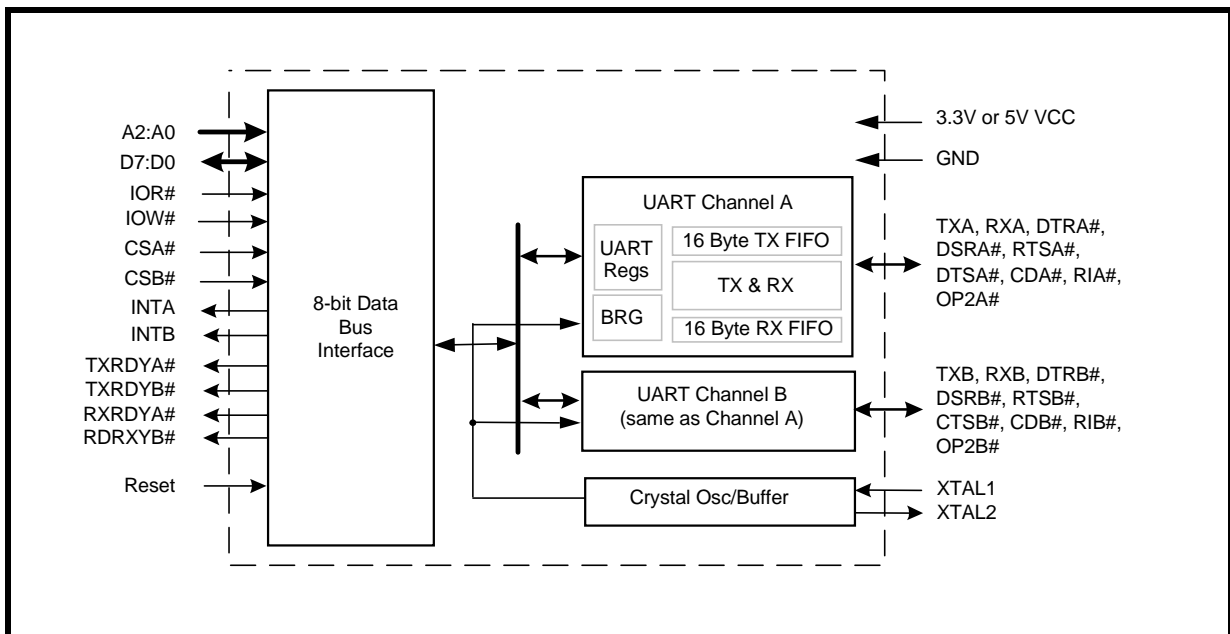 A2:A0
D7:D0
IOR#
IOW#
CSA#
CSB#
INTA
INTB
TXRDYA#
TXRDYB#
RXRDYA#
RDRXYB#
Reset
8-bit Data
Bus
Interface
UART Channel A
UART
Regs
BRG
16 Byte TX FIFO
TX & RX
16 Byte RX FIFO
UART Channel B
(same as Channel A)
Crystal Osc/Buffer
3.3V or 5V VCC
GND
TXA, RXA, DTRA#,
DSRA#, RTSA#,
DTSA#, CDA#, RIA#,
OP2A#
TXB, RXB, DTRB#,
DSRB#, RTSB#,
CTSB#, CDB#, RIB#,
OP2B#
XTAL1
XTAL2